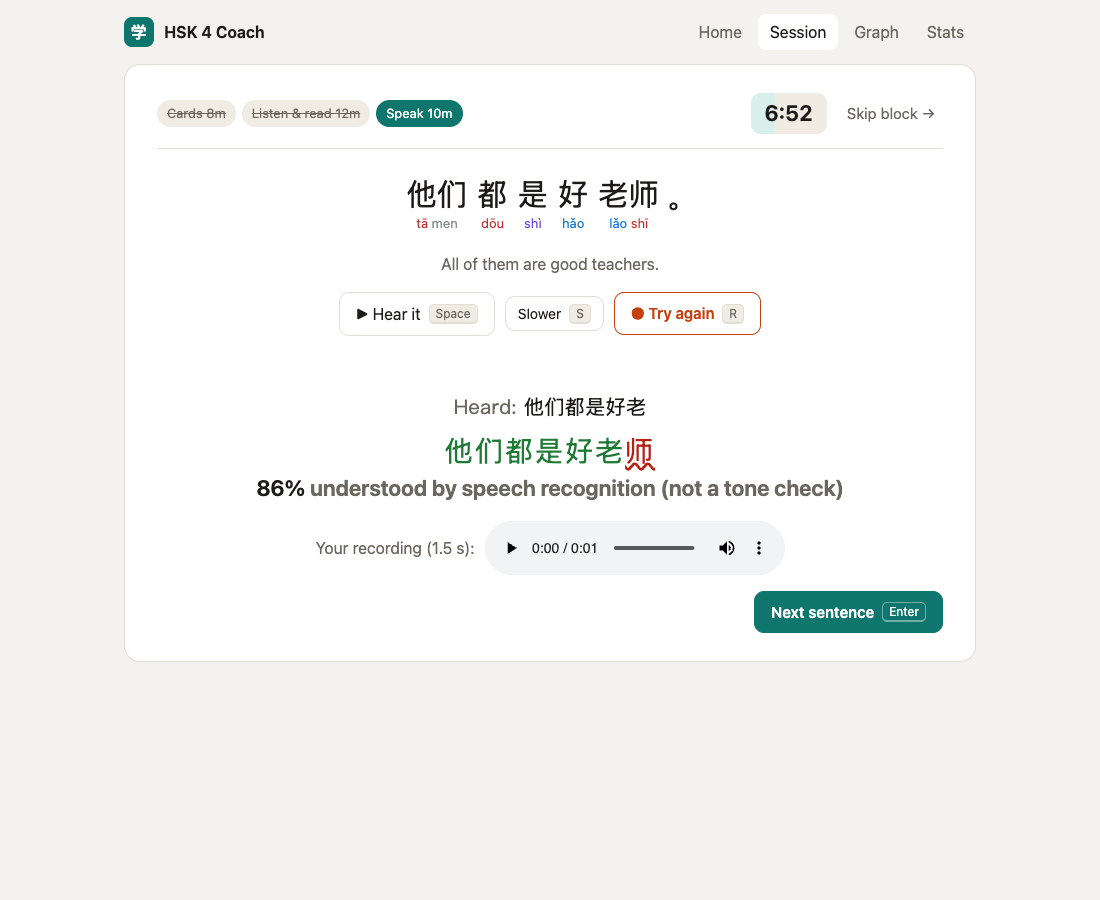 学 HSK 4 Coach Home Session Graph Stats
Cards 8m Listen & read 12m Speak 10m 6:52 Skip block →
他们 都 是 好 老师 。
tā men dōu shì hǎo lǎo shī
All of them are good teachers.
Hear it Space Slower S Try again R
Heard: 他们都是好老
他们都是好老师
86% understood by speech recognition (not a tone check)
Your recording (1.5 s): 0:00 / 0:01
Next sentence Enter